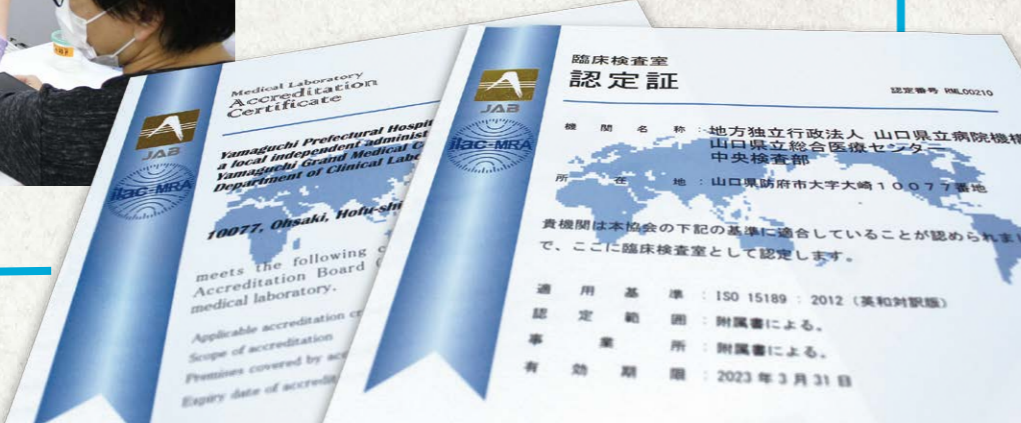 Medical Laboratory
Accreditation
Certificate
JAB
ilac-MRA
Yamaguchi Prefectural
a local independent
Yamaguchi Grand Medical
Department of Clinical
10077, Ohsaki, Hofu-shi
meets the following
Accreditation Board
medical laboratory.
Applicable accreditation
Scope of accreditation
Premises covered by
Expiry date of
臨床検査室
認定証
認定番号 RML00210
JAB
ilac-MRA
機関名称：地方独立行政法人 山口県立病院機構
山口県立総合医療センター
中央検査部
所在地：山口県防府市大字大崎１００７７番地
貴機関は本協会の下記の基準に適合していることが認められまし
で、ここに臨床検査室として認定します。
適用基準：ISO 15189：2012（英和対訳版）
認定範囲：附属書による。
事業所：附属書による。
有効期限：2023年3月31日